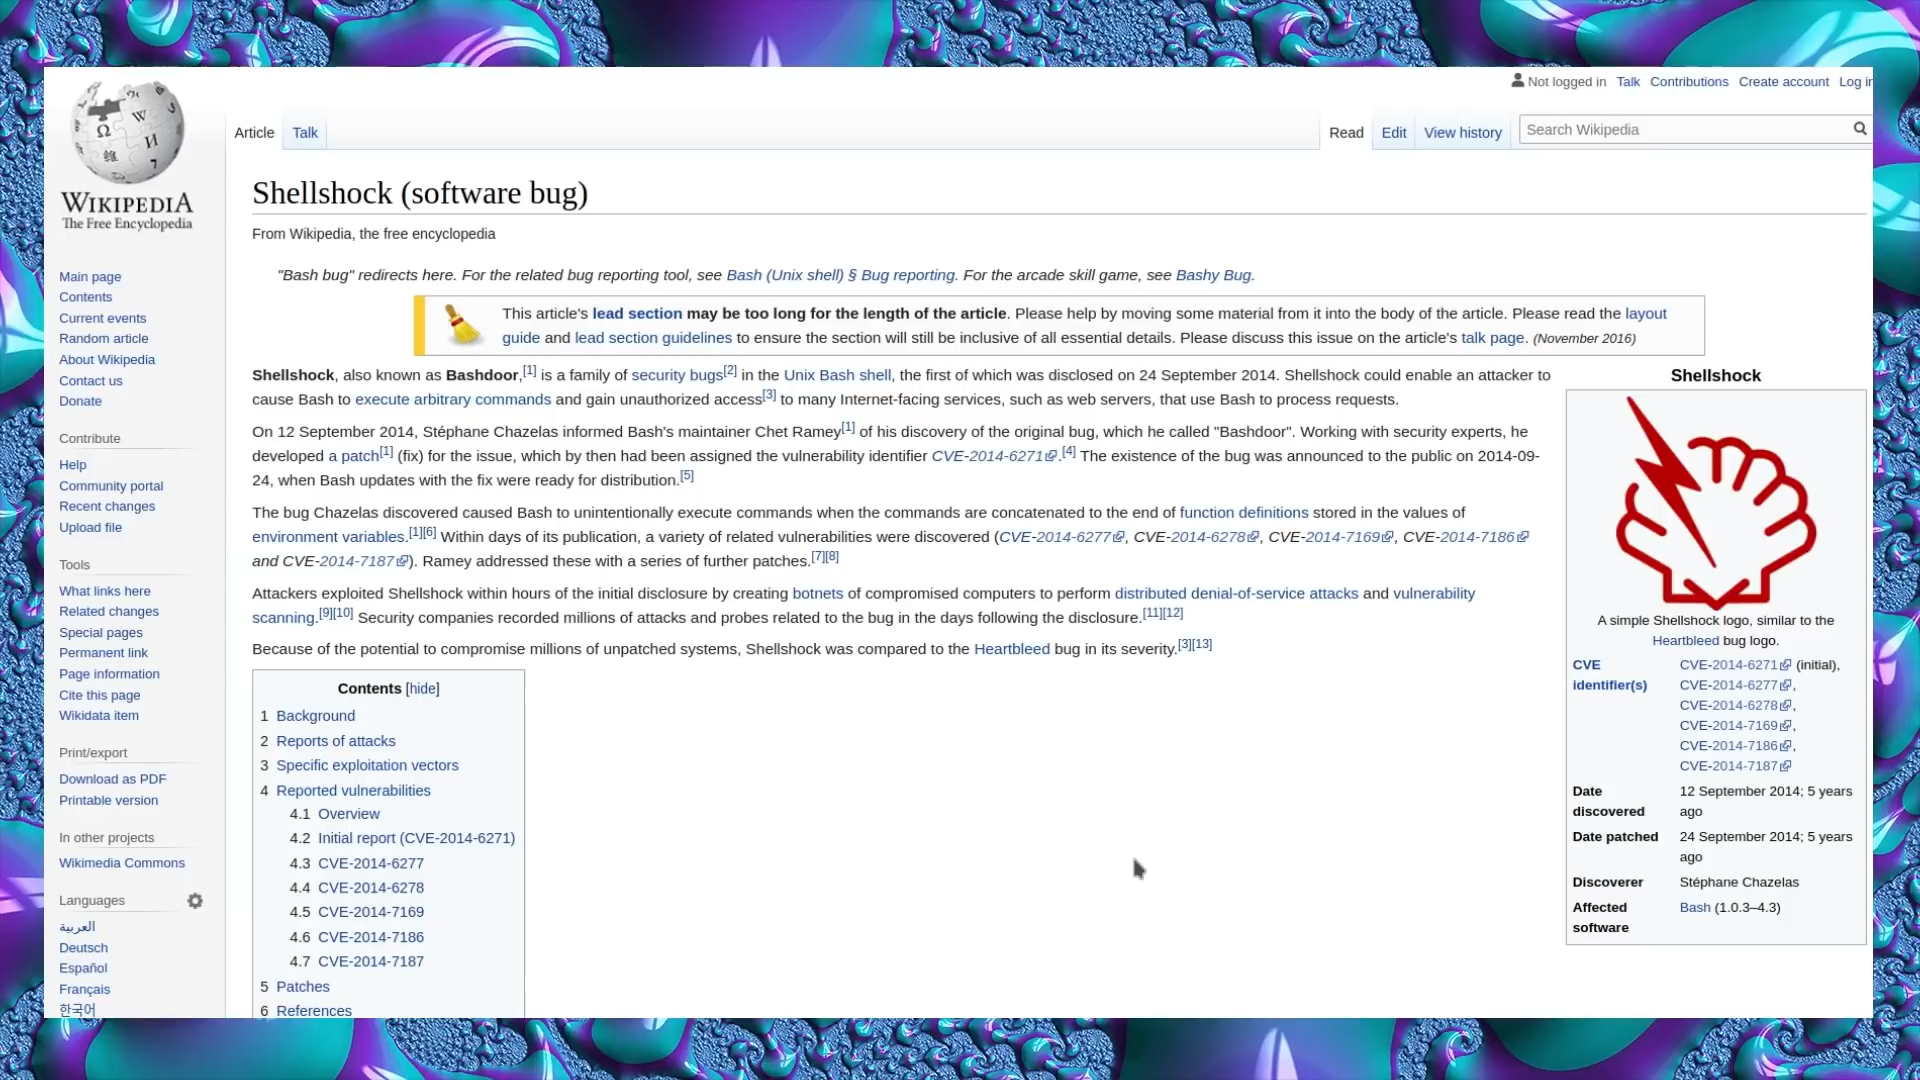 Not logged in Talk Contributions Create account Log in
Article Talk Read Edit View history Search Wikipedia
WIKIPEDIA
The Free Encyclopedia
Main page
Contents
Current events
Random article
About Wikipedia
Contact us
Donate
Contribute
Help
Community portal
Recent changes
Upload file
Tools
What links here
Related changes
Special pages
Permanent link
Page information
Cite this page
Wikidata item
Print/export
Download as PDF
Printable version
In other projects
Wikimedia Commons
Languages
العربية
Deutsch
Español
Français
한국어
Shellshock (software bug)
From Wikipedia, the free encyclopedia
"Bash bug" redirects here. For the related bug reporting tool, see Bash (Unix shell) § Bug reporting. For the arcade skill game, see Bashy Bug.
This article's lead section may be too long for the length of the article. Please help by moving some material from it into the body of the article. Please read the layout
guide and lead section guidelines to ensure the section will still be inclusive of all essential details. Please discuss this issue on the article's talk page. (November 2016)
Shellshock, also known as Bashdoor,[1] is a family of security bugs[2] in the Unix Bash shell, the first of which was disclosed on 24 September 2014. Shellshock could enable an attacker to
cause Bash to execute arbitrary commands and gain unauthorized access[3] to many Internet-facing services, such as web servers, that use Bash to process requests.
On 12 September 2014, Stéphane Chazelas informed Bash's maintainer Chet Ramey[1] of his discovery of the original bug, which he called "Bashdoor". Working with security experts, he
developed a patch[1] (fix) for the issue, which by then had been assigned the vulnerability identifier CVE-2014-6271.[4] The existence of the bug was announced to the public on 2014-09-
24, when Bash updates with the fix were ready for distribution.[5]
The bug Chazelas discovered caused Bash to unintentionally execute commands when the commands are concatenated to the end of function definitions stored in the values of
environment variables.[1][6] Within days of its publication, a variety of related vulnerabilities were discovered (CVE-2014-6277, CVE-2014-6278, CVE-2014-7169, CVE-2014-7186
and CVE-2014-7187). Ramey addressed these with a series of further patches.[7][8]
Attackers exploited Shellshock within hours of the initial disclosure by creating botnets of compromised computers to perform distributed denial-of-service attacks and vulnerability
scanning.[9][10] Security companies recorded millions of attacks and probes related to the bug in the days following the disclosure.[11][12]
Because of the potential to compromise millions of unpatched systems, Shellshock was compared to the Heartbleed bug in its severity.[3][13]
Contents [hide]
1 Background
2 Reports of attacks
3 Specific exploitation vectors
4 Reported vulnerabilities
4.1 Overview
4.2 Initial report (CVE-2014-6271)
4.3 CVE-2014-6277
4.4 CVE-2014-6278
4.5 CVE-2014-7169
4.6 CVE-2014-7186
4.7 CVE-2014-7187
5 Patches
6 References
Shellshock
A simple Shellshock logo, similar to the
Heartbleed bug logo.
CVE CVE-2014-6271 (initial),
identifier(s) CVE-2014-6277,
CVE-2014-6278,
CVE-2014-7169,
CVE-2014-7186,
CVE-2014-7187
Date 12 September 2014; 5 years
discovered ago
Date patched 24 September 2014; 5 years
ago
Discoverer Stéphane Chazelas
Affected Bash (1.0.3–4.3)
software